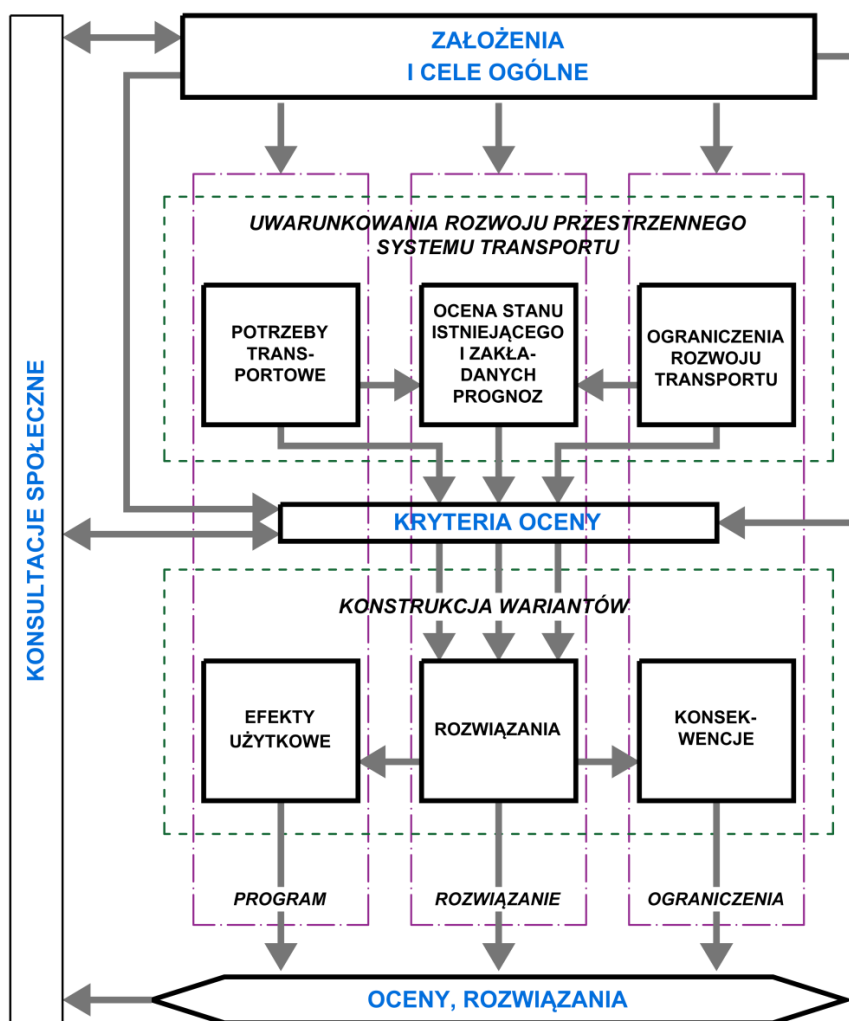 ZAŁOŻENIA
I CELE OGÓLNE
KONSULTACJE SPOŁECZNE
UWARUNKOWANIA ROZWOJU PRZESTRZENNEGO
SYSTEMU TRANSPORTU
POTRZEBY
TRANS-
PORTOWE
OCENA STANU
ISTNIEJĄCEGO
I ZAKŁA-
DANYCH
PROGNOZ
OGRANICZENIA
ROZWOJU
TRANSPORTU
KRYTERIA OCENY
KONSTRUKCJA WARIANTÓW
EFEKTY
UŻYTKOWE
ROZWIĄZANIA
KONSEK-
WENCJE
PROGRAM
ROZWIĄZANIE
OGRANICZENIA
OCENY, ROZWIĄZANIA